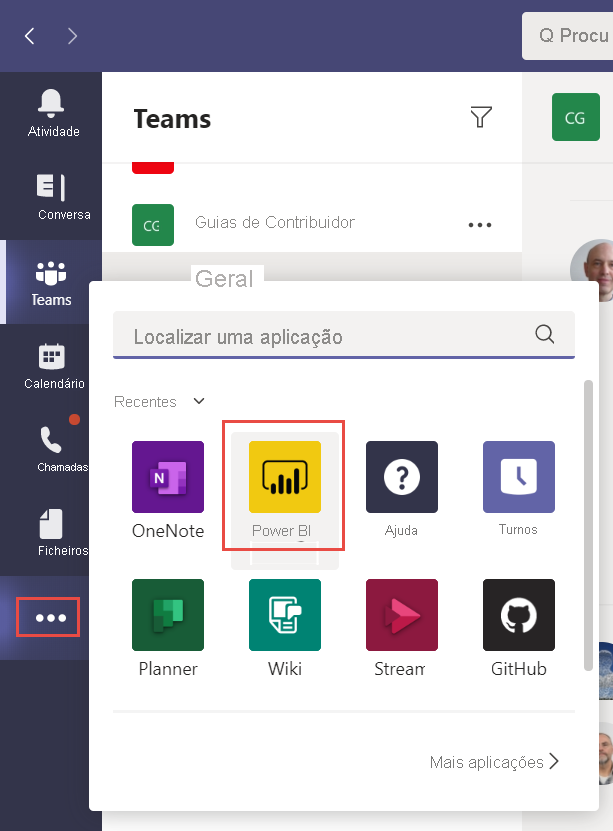 Q Procu
Atividade
Conversa
Teams
Calendário
Chamadas
Ficheiros
Teams
CG
Guias de Contribuidor
Geral
CG
Localizar uma aplicação
Recentes
N
OneNote
Power BI
?
Ajuda
Turnos
Planner
Wiki
Stream
GitHub
Mais aplicações